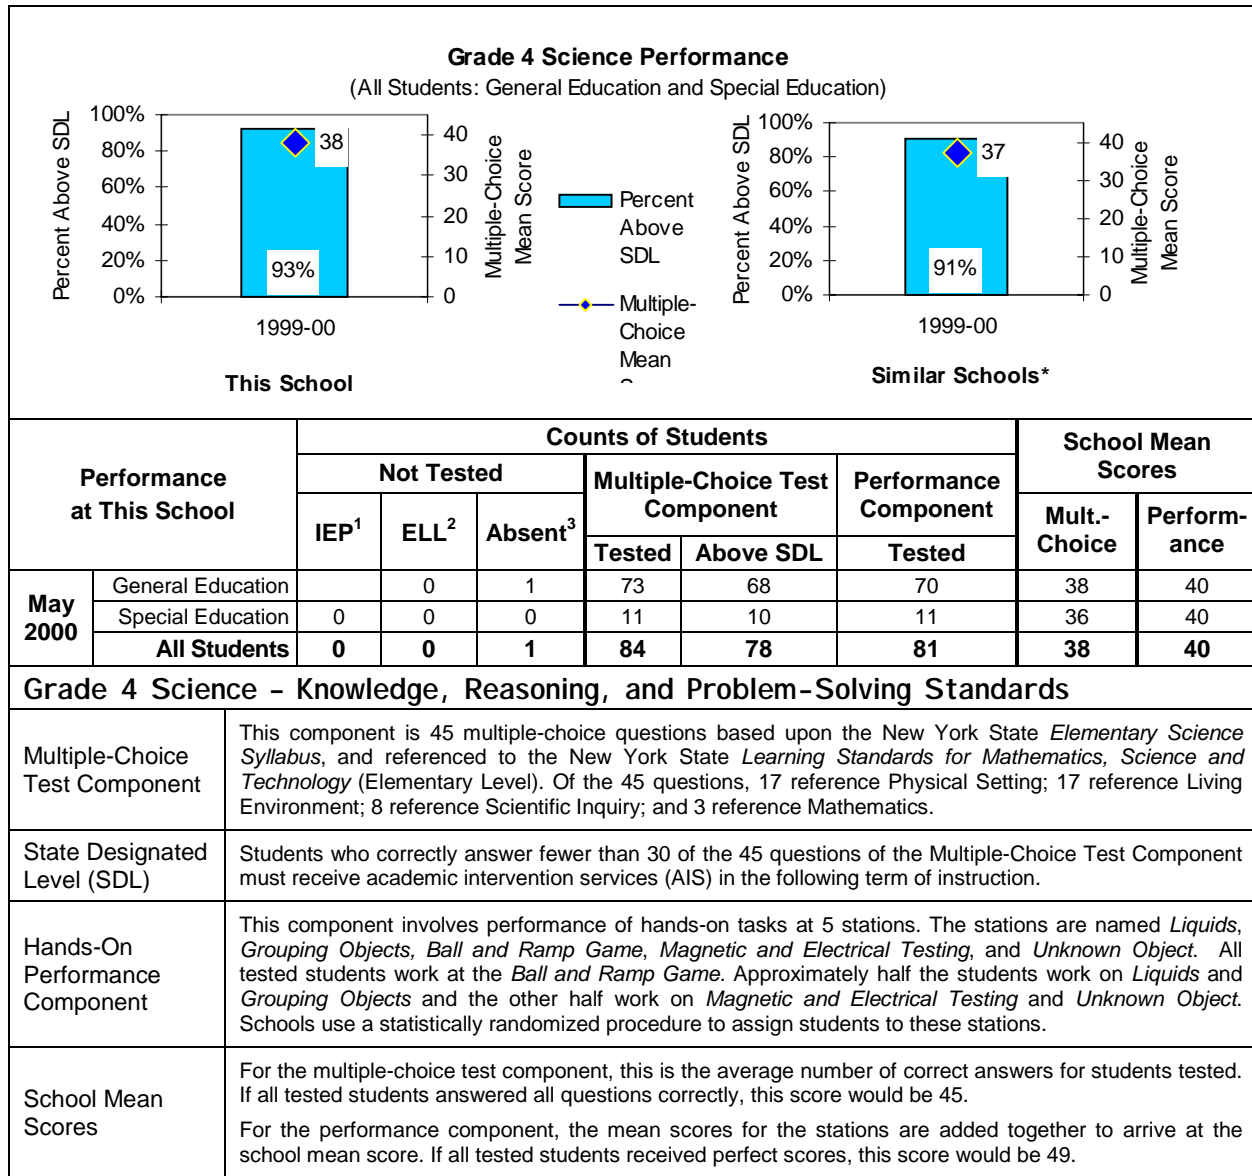 Grade 4 Science Performance
(All Students: General Education and Special Education)
Percent Above SDL
100%
80%
60%
40%
20%
0%
38
93%
40
30
20
10
0
Multiple-Choice
Mean Score
1999-00
This School
Percent
Above
SDL
Multiple-
Choice
Mean
Percent Above SDL
100%
80%
60%
40%
20%
0%
37
91%
40
30
20
10
0
Multiple-Choice
Mean Score
1999-00
Similar Schools*
Performance
at This School
Counts of Students
School Mean
Scores
Not Tested
Multiple-Choice Test
Component
Performance
Component
IEP1 ELL2 Absent3
Tested Above SDL Tested
Mult.-
Choice
Perform-
ance
May
2000
General Education 0 1 73 68 70 38 40
Special Education 0 0 0 11 10 11 36 40
All Students 0 0 1 84 78 81 38 40
Grade 4 Science – Knowledge, Reasoning, and Problem-Solving Standards
Multiple-Choice
Test Component
This component is 45 multiple-choice questions based upon the New York State Elementary Science
Syllabus, and referenced to the New York State Learning Standards for Mathematics, Science and
Technology (Elementary Level). Of the 45 questions, 17 reference Physical Setting; 17 reference Living
Environment; 8 reference Scientific Inquiry; and 3 reference Mathematics.
State Designated
Level (SDL)
Students who correctly answer fewer than 30 of the 45 questions of the Multiple-Choice Test Component
must receive academic intervention services (AIS) in the following term of instruction.
Hands-On
Performance
Component
This component involves performance of hands-on tasks at 5 stations. The stations are named Liquids,
Grouping Objects, Ball and Ramp Game, Magnetic and Electrical Testing, and Unknown Object. All
tested students work at the Ball and Ramp Game. Approximately half the students work on Liquids and
Grouping Objects and the other half work on Magnetic and Electrical Testing and Unknown Object.
Schools use a statistically randomized procedure to assign students to these stations.
School Mean
Scores
For the multiple-choice test component, this is the average number of correct answers for students tested.
If all tested students answered all questions correctly, this score would be 45.
For the performance component, the mean scores for the stations are added together to arrive at the
school mean score. If all tested students received perfect scores, this score would be 49.